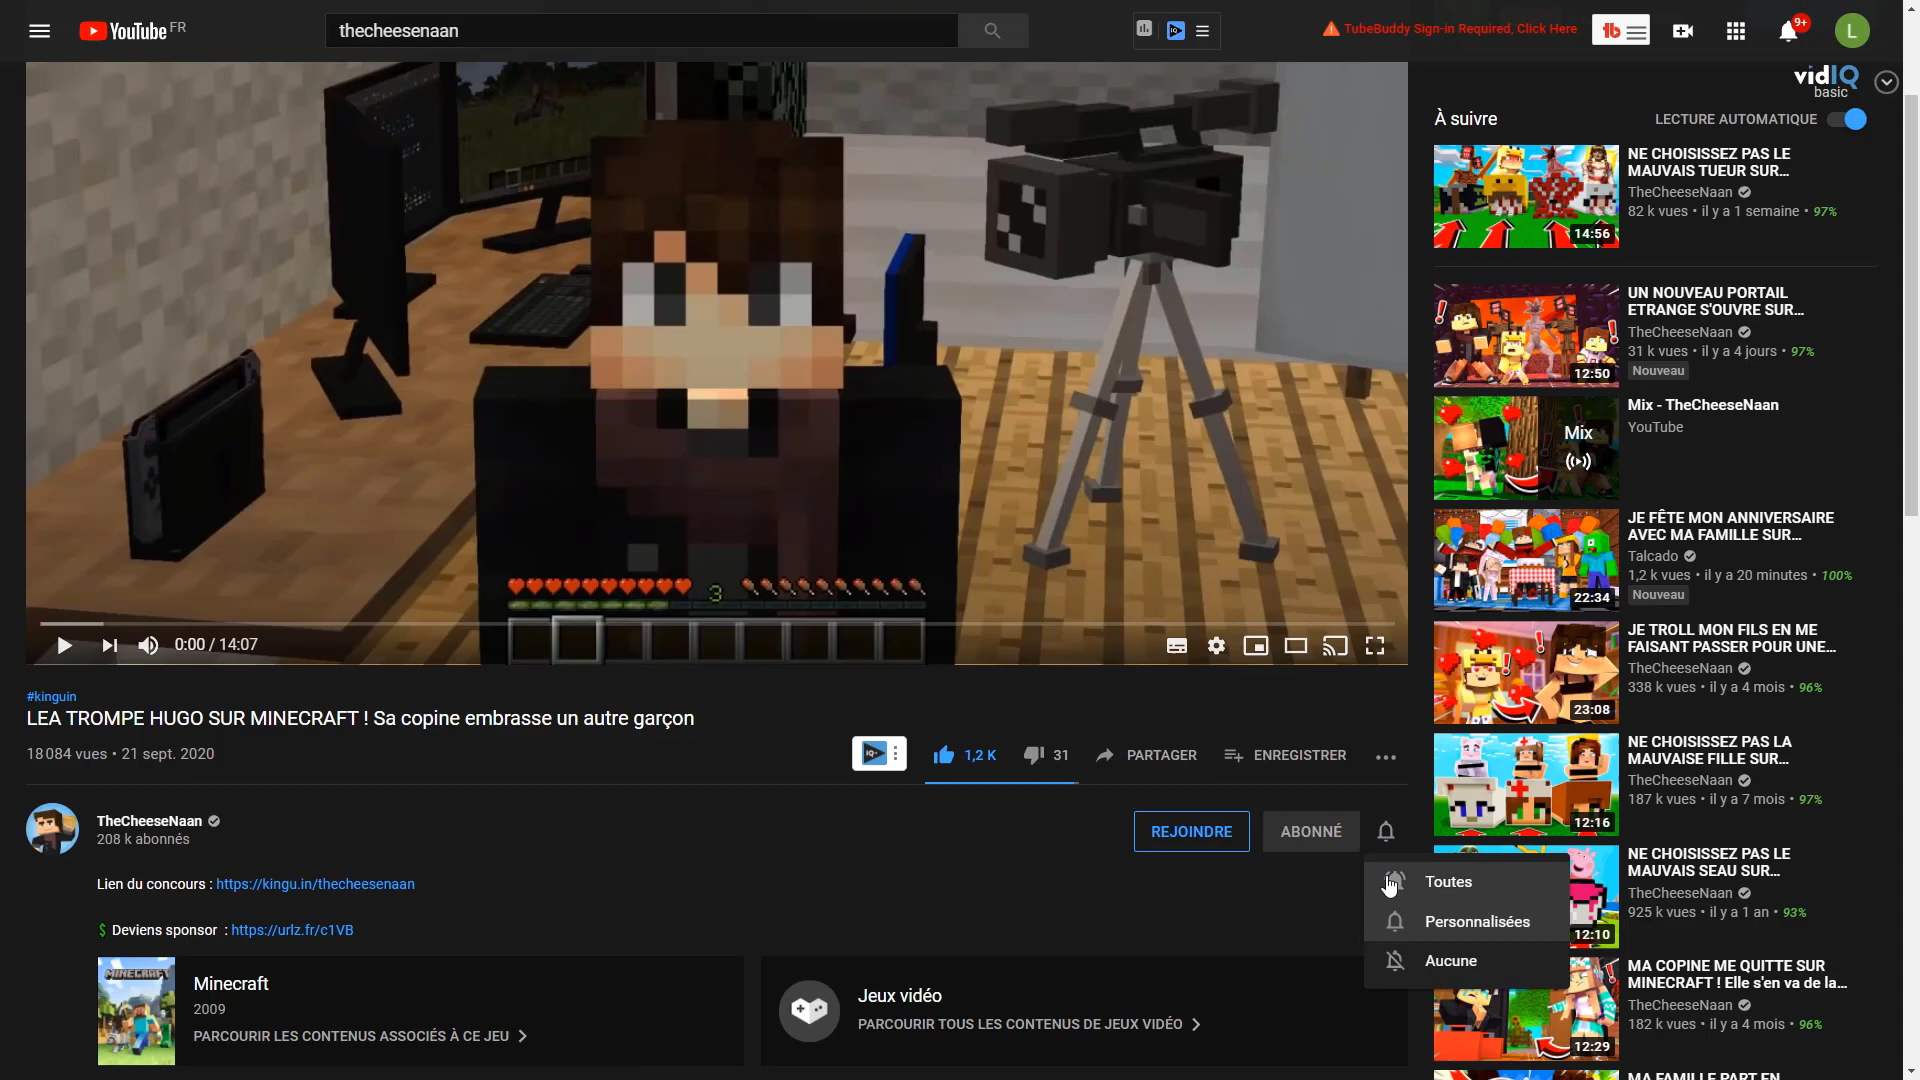 YouTube FR
thecheesenaan
TubeBuddy Sign-in Required, Click Here
9+
L
vidIQ
basic
À suivre
LECTURE AUTOMATIQUE
NE CHOISISSEZ PAS LE
MAUVAIS TUEUR SUR...
TheCheeseNaan
82 k vues • il y a 1 semaine • 97%
14:56
UN NOUVEAU PORTAIL
ETRANGE S'OUVRE SUR...
TheCheeseNaan
31 k vues • il y a 4 jours • 97%
Nouveau
12:50
Mix - TheCheeseNaan
YouTube
Mix
JE FÊTE MON ANNIVERSAIRE
AVEC MA FAMILLE SUR...
Talcado
1,2 k vues • il y a 20 minutes • 100%
Nouveau
22:34
JE TROLL MON FILS EN ME
FAISANT PASSER POUR UNE...
TheCheeseNaan
338 k vues • il y a 4 mois • 96%
23:08
NE CHOISISSEZ PAS LA
MAUVAISE FILLE SUR...
TheCheeseNaan
187 k vues • il y a 7 mois • 97%
12:16
NE CHOISISSEZ PAS LE
MAUVAIS SEAU SUR...
TheCheeseNaan
925 k vues • il y a 1 an • 93%
12:10
MA COPINE ME QUITTE SUR
MINECRAFT ! Elle s'en va de la...
TheCheeseNaan
182 k vues • il y a 4 mois • 96%
12:29
MA FAMILLE PART EN
3
0:00 / 14:07
#kinguin
LEA TROMPE HUGO SUR MINECRAFT ! Sa copine embrasse un autre garçon
18 084 vues • 21 sept. 2020
1,2 K
31
PARTAGER
ENREGISTRER
TheCheeseNaan
208 k abonnés
REJOINDRE
ABONNÉ
Toutes
Personnalisées
Aucune
Lien du concours : https://kingu.in/thecheesenaan
$ Deviens sponsor : https://urlz.fr/c1VB
MINECRAFT
Minecraft
2009
PARCOURIR LES CONTENUS ASSOCIÉS À CE JEU
Jeux vidéo
PARCOURIR TOUS LES CONTENUS DE JEUX VIDÉO